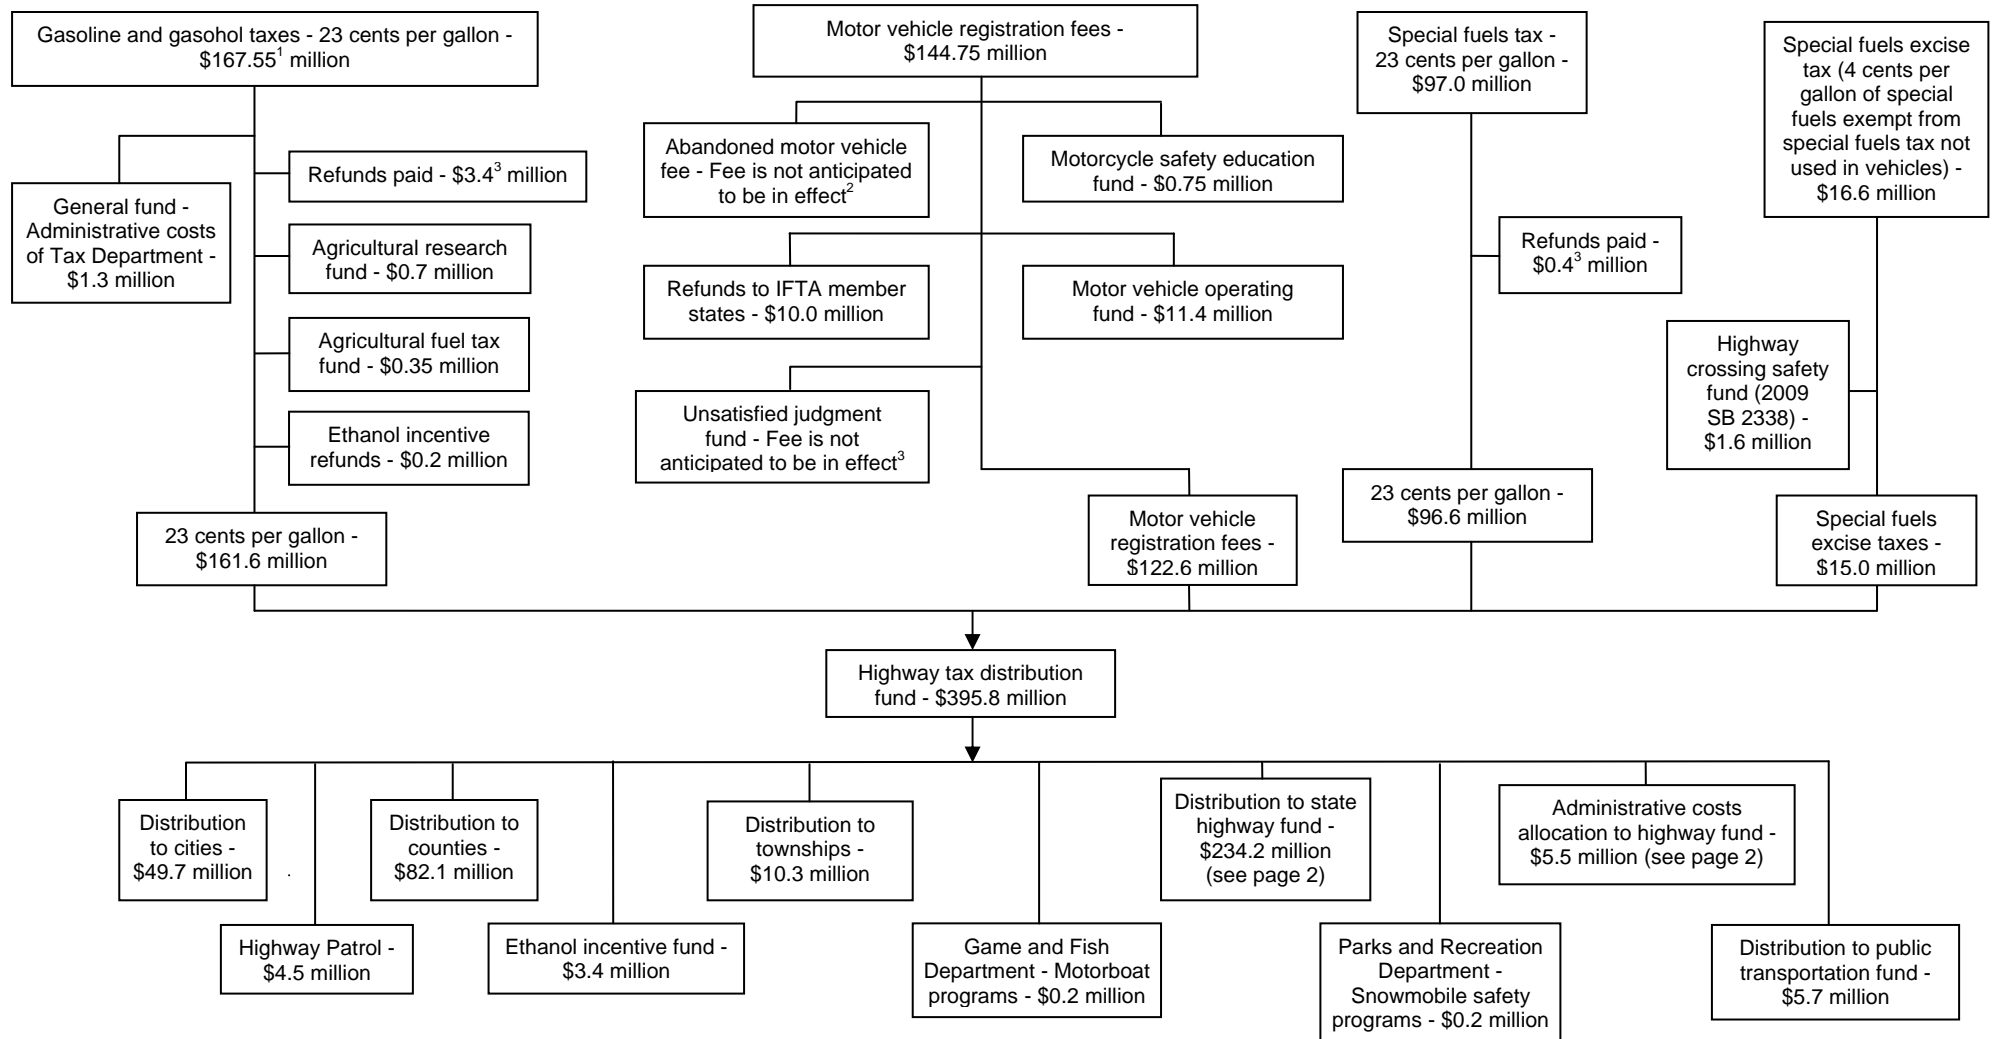 Gasoline and gasohol taxes - 23 cents per gallon -
$167.55¹ million
Motor vehicle registration fees -
$144.75 million
Special fuels tax -
23 cents per gallon -
$97.0 million
Special fuels excise
tax (4 cents per
gallon of special
fuels exempt from
special fuels tax not
used in vehicles) -
$16.6 million
General fund -
Administrative costs
of Tax Department -
$1.3 million
Refunds paid - $3.4³ million
Agricultural research
fund - $0.7 million
Agricultural fuel tax
fund - $0.35 million
Ethanol incentive
refunds - $0.2 million
23 cents per gallon -
$161.6 million
Abandoned motor vehicle
fee - Fee is not anticipated
to be in effect²
Motorcycle safety education
fund - $0.75 million
Refunds to IFTA member
states - $10.0 million
Motor vehicle operating
fund - $11.4 million
Unsatisfied judgment
fund - Fee is not
anticipated to be in effect³
Motor vehicle
registration fees -
$122.6 million
Refunds paid -
$0.4³ million
23 cents per gallon -
$96.6 million
Highway
crossing safety
fund (2009
SB 2338) -
$1.6 million
Special fuels
excise taxes -
$15.0 million
Highway tax distribution
fund - $395.8 million
Distribution
to cities -
$49.7 million
.
Highway Patrol -
$4.5 million
Distribution to
counties -
$82.1 million
Ethanol incentive fund -
$3.4 million
Distribution to
townships -
$10.3 million
Game and Fish
Department - Motorboat
programs - $0.2 million
Distribution to state
highway fund -
$234.2 million
(see page 2)
Parks and Recreation
Department -
Snowmobile safety
programs - $0.2 million
Administrative costs
allocation to highway fund -
$5.5 million (see page 2)
Distribution to public
transportation fund -
$5.7 million